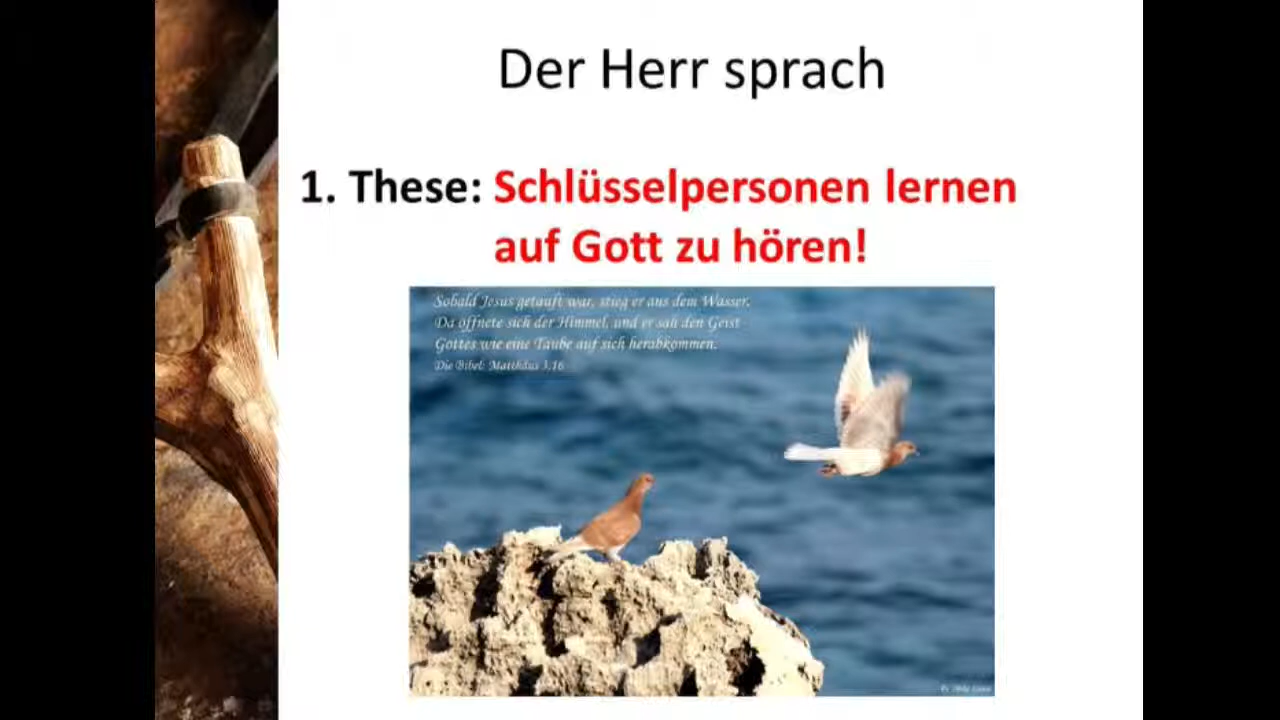 Der Herr sprach
1. These: Schlüsselpersonen lernen
auf Gott zu hören!
Sobald Jesus getauft war, stieg er aus dem Wasser.
Da öffnete sich der Himmel, und er sah den Geist
Gottes wie eine Taube auf sich herabkommen.
Die Bibel: Matthäus 3,16